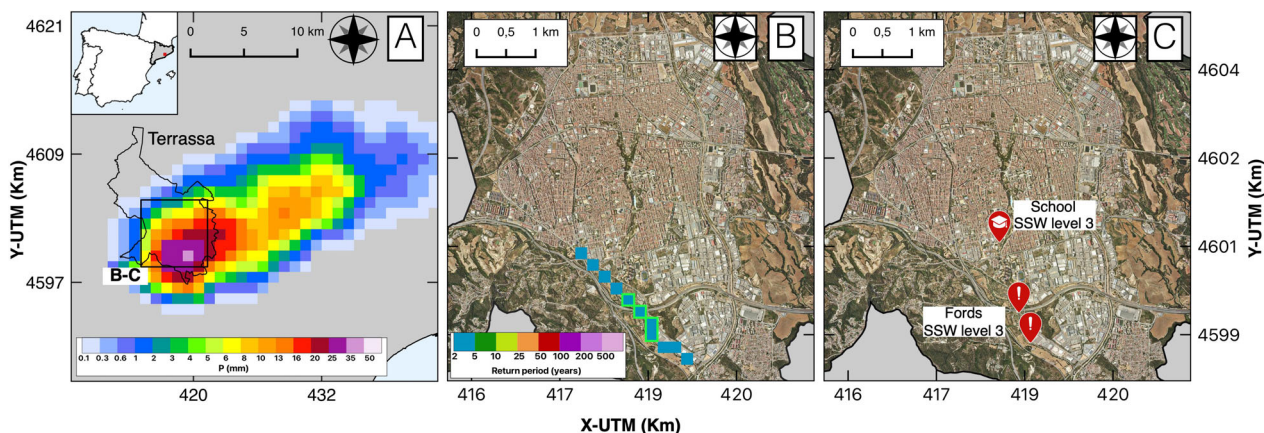 4621
4609
4597
Y-UTM (Km)
0 5 10 km
A
Terrassa
B-C
0.1 0.3 0.6 1 2 3 4 5 6 8 10 13 16 20 25 35 50
P (mm)
420 432
0 0,5 1 km
B
2 5 10 25 50 100 200 500
Return period (years)
416 417 419 420
X-UTM (Km)
0 0,5 1 km
C
School
SSW level 3
Fords
SSW level 3
416 417 419 420
4604
4602
4601
4599
Y-UTM (Km)